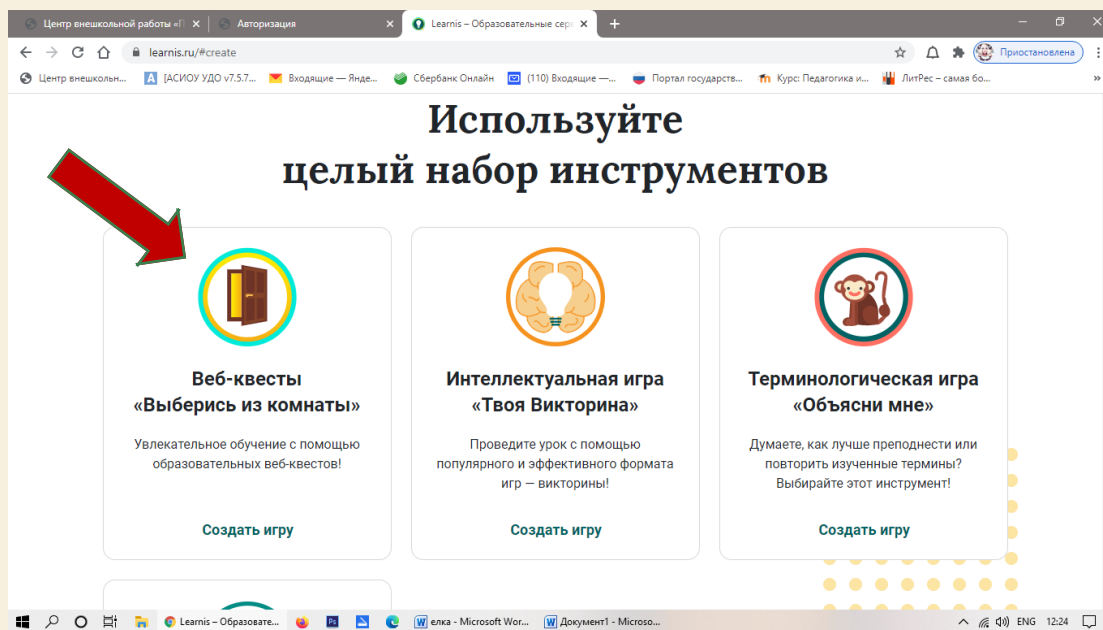 Центр внешкольной работы «П
Авторизация
Learnis – Образовательные серв
learnis.ru/#create
Приостановлена
Центр внешкольн...
[АСИОУ УДО v7.5.7...
Входящие — Янде...
Сбербанк Онлайн
(110) Входящие —...
Портал государств...
Курс: Педагогика и...
ЛитРес – самая бо...
»
Используйте
целый набор инструментов
Веб-квесты
«Выберись из комнаты»
Увлекательное обучение с помощью
образовательных веб-квестов!
Создать игру
Интеллектуальная игра
«Твоя Викторина»
Проведите урок с помощью
популярного и эффективного формата
игр — викторины!
Создать игру
Терминологическая игра
«Объясни мне»
Думаете, как лучше преподнести или
повторить изученные термины?
Выбирайте этот инструмент!
Создать игру
Learnis – Образовате...
Ps
елка - Microsoft Wor...
Документ1 - Microso...
ENG
12:24